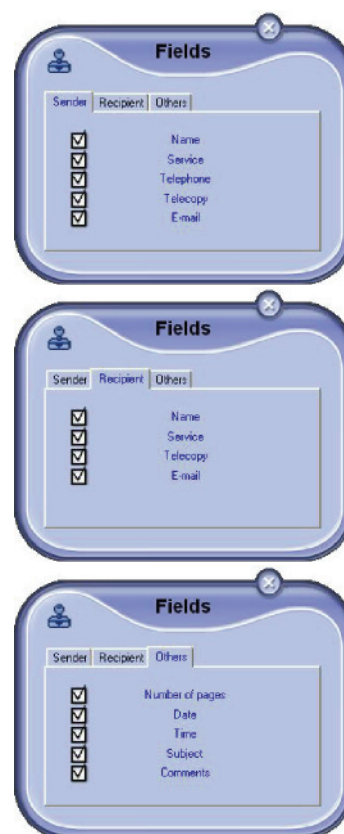 Fields
Sender Recipient Others
Name
Service
Telephone
Telecopy
E-mail
Fields
Sender Recipient Others
Name
Service
Telecopy
E-mail
Fields
Sender Recipient Others
Number of pages
Date
Time
Subject
Comments